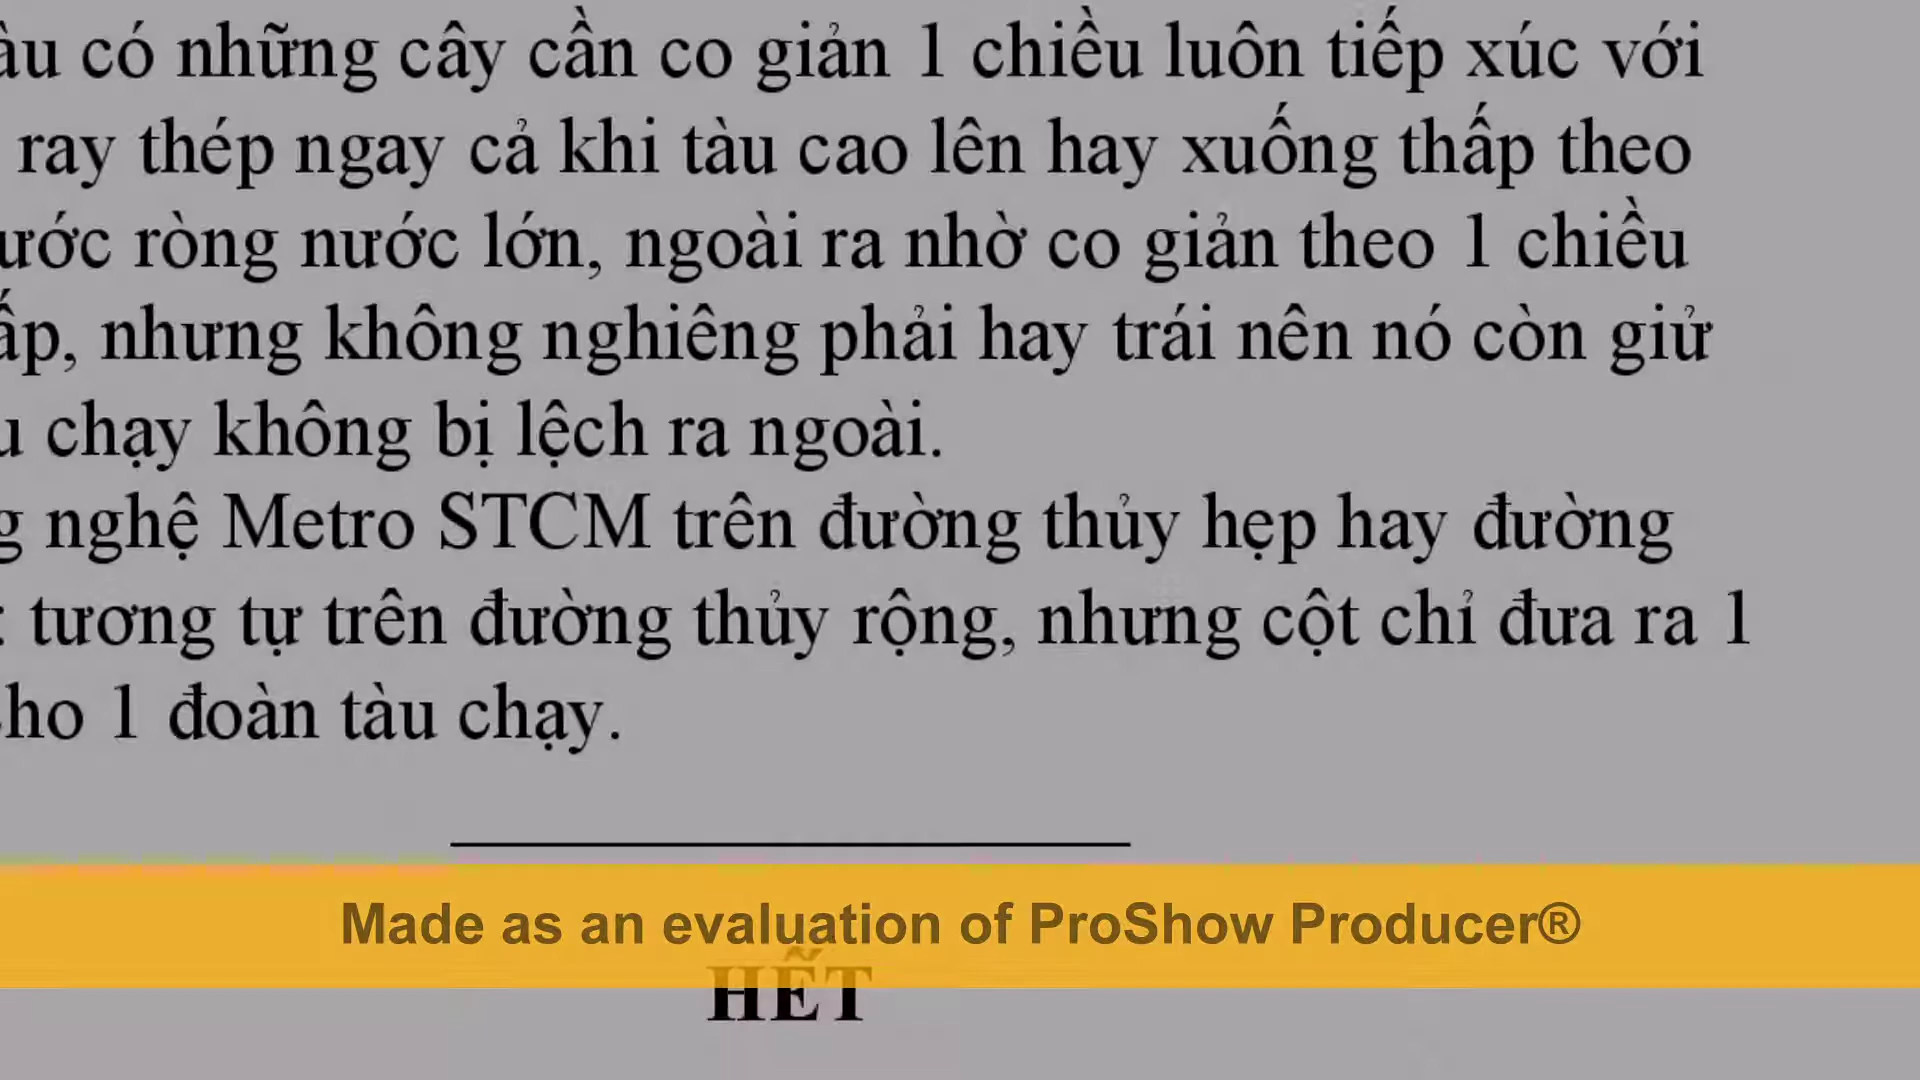 có những cây cần co giản 1 chiều luôn tiếp xúc với
ray thép ngay cả khi tàu cao lên hay xuống thấp theo
ròng nước lớn, ngoài ra nhờ co giản theo 1 chiều
nhưng không nghiêng phải hay trái nên nó còn giử
chạy không bị lệch ra ngoài.
nghệ Metro STCM trên đường thủy hẹp hay đường
tương tự trên đường thủy rộng, nhưng cột chỉ đưa ra 1
1 đoàn tàu chạy.
Made as an evaluation of ProShow Producer®
HẾT